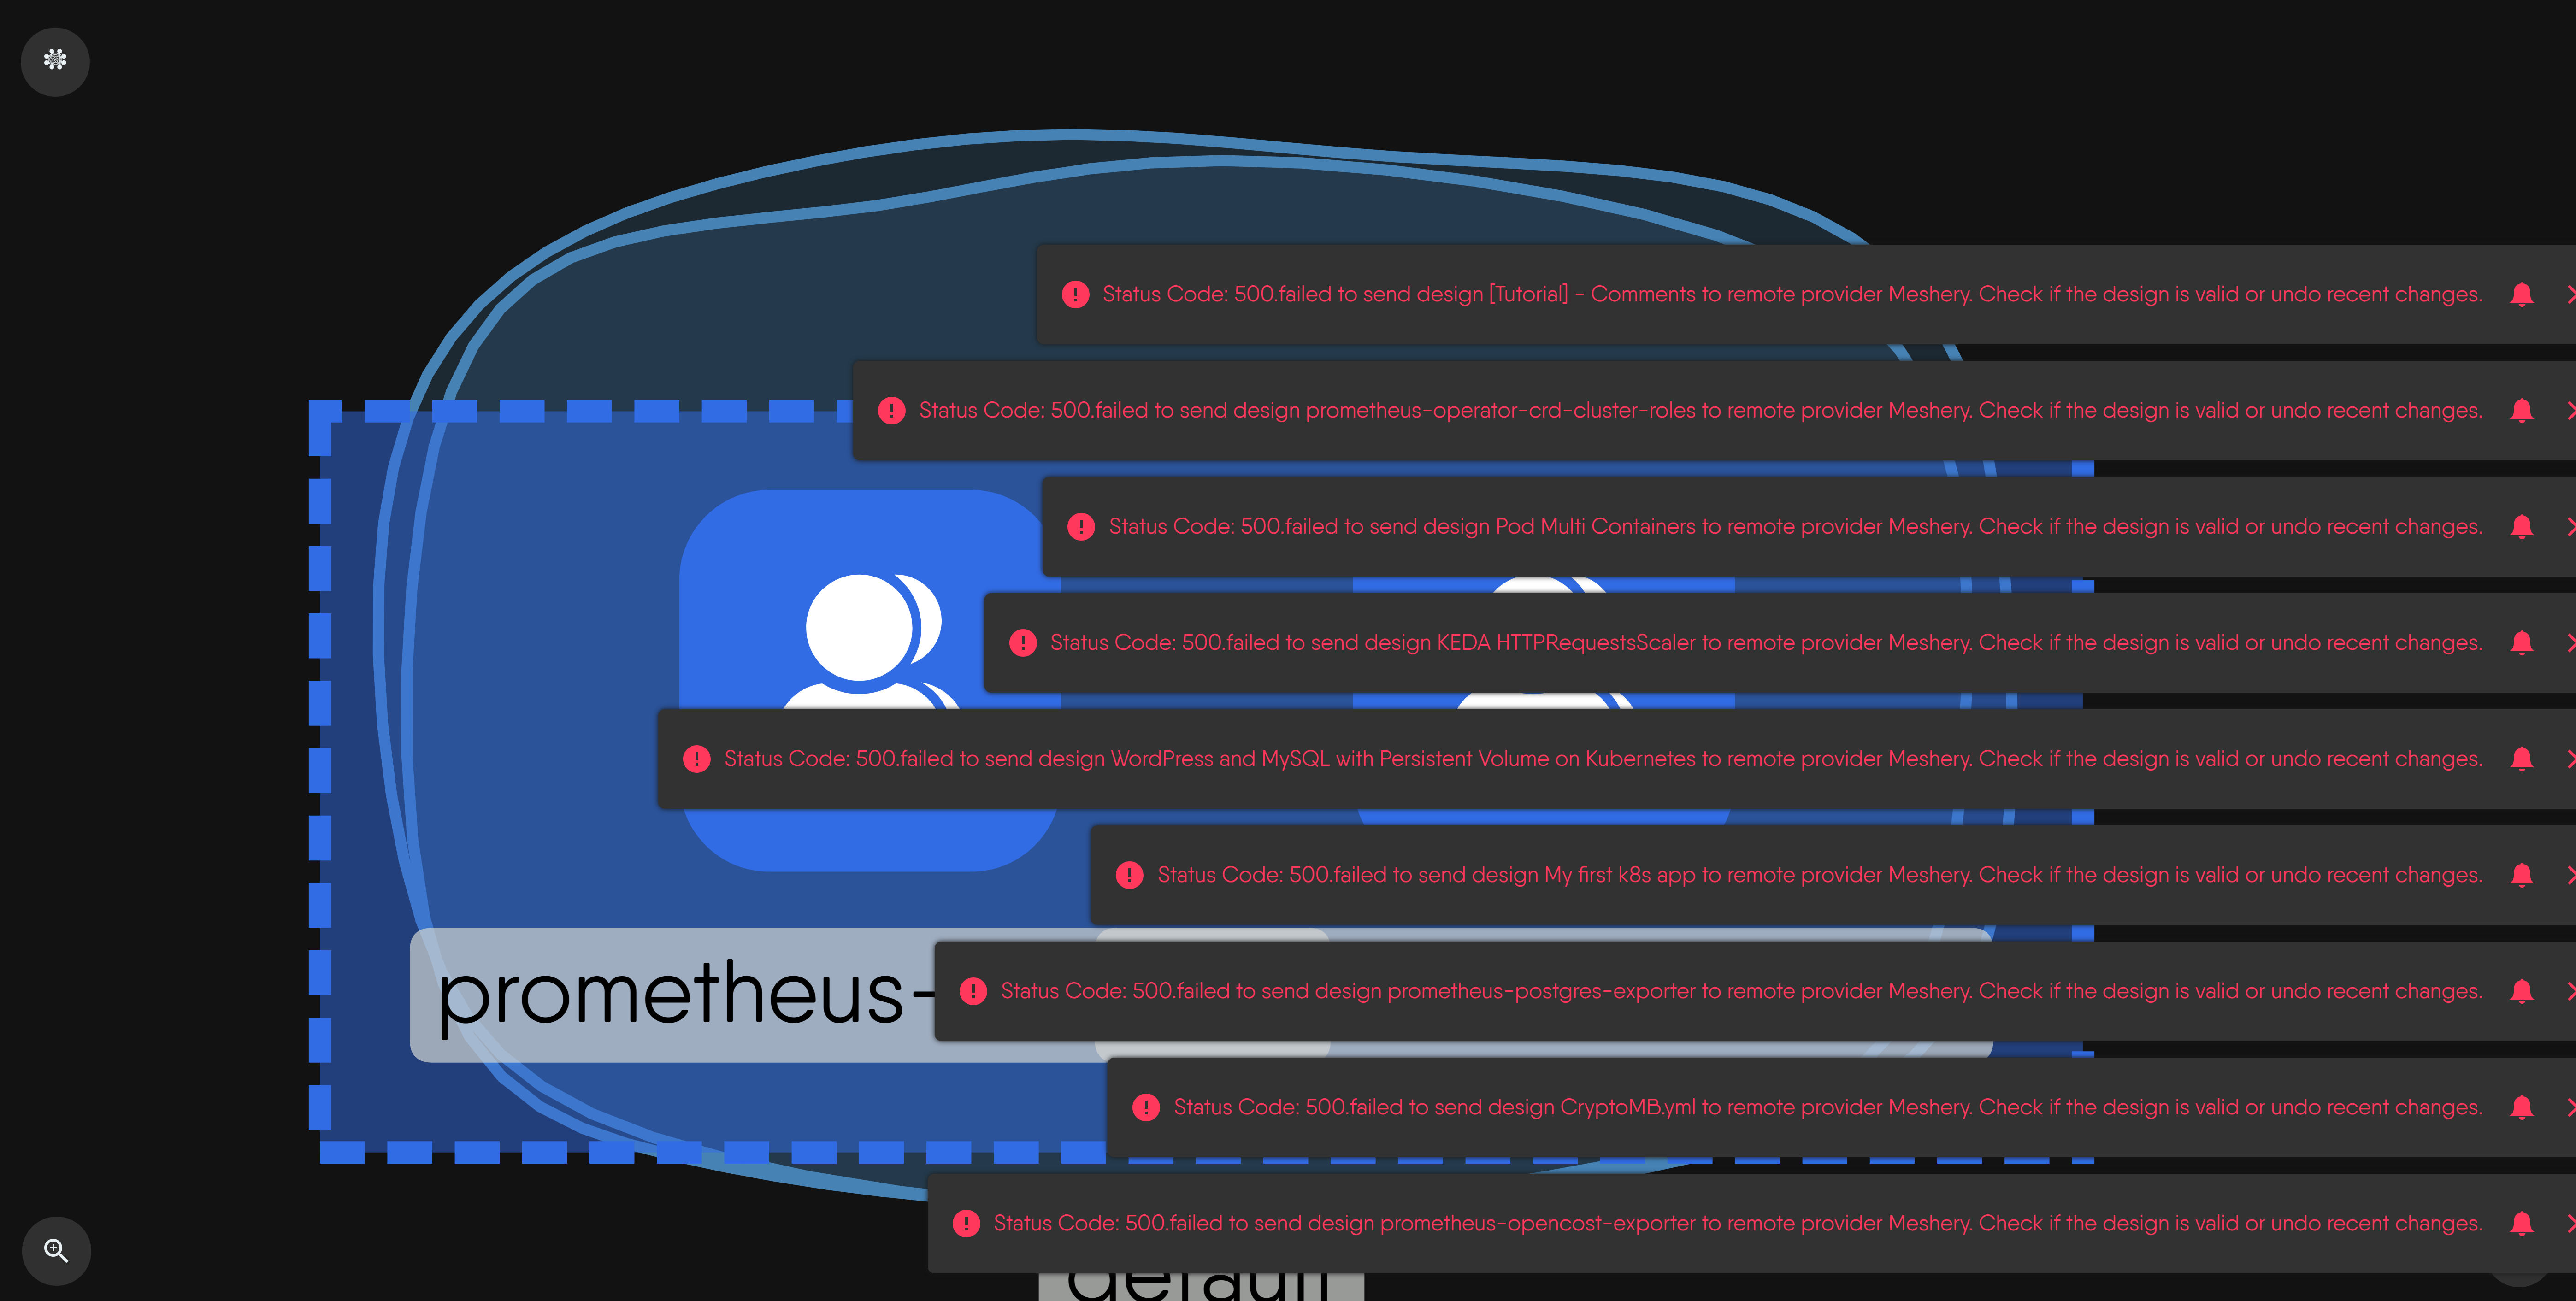 Status Code: 500.failed to send design [Tutorial] - Comments to remote provider Meshery. Check if the design is valid or undo recent changes.
Status Code: 500.failed to send design prometheus-operator-crd-cluster-roles to remote provider Meshery. Check if the design is valid or undo recent changes.
Status Code: 500.failed to send design Pod Multi Containers to remote provider Meshery. Check if the design is valid or undo recent changes.
Status Code: 500.failed to send design KEDA HTTPRequestsScaler to remote provider Meshery. Check if the design is valid or undo recent changes.
Status Code: 500.failed to send design WordPress and MySQL with Persistent Volume on Kubernetes to remote provider Meshery. Check if the design is valid or undo recent changes.
Status Code: 500.failed to send design My first k8s app to remote provider Meshery. Check if the design is valid or undo recent changes.
prometheus-
Status Code: 500.failed to send design prometheus-postgres-exporter to remote provider Meshery. Check if the design is valid or undo recent changes.
Status Code: 500.failed to send design CryptoMB.yml to remote provider Meshery. Check if the design is valid or undo recent changes.
Status Code: 500.failed to send design prometheus-opencost-exporter to remote provider Meshery. Check if the design is valid or undo recent changes.
default